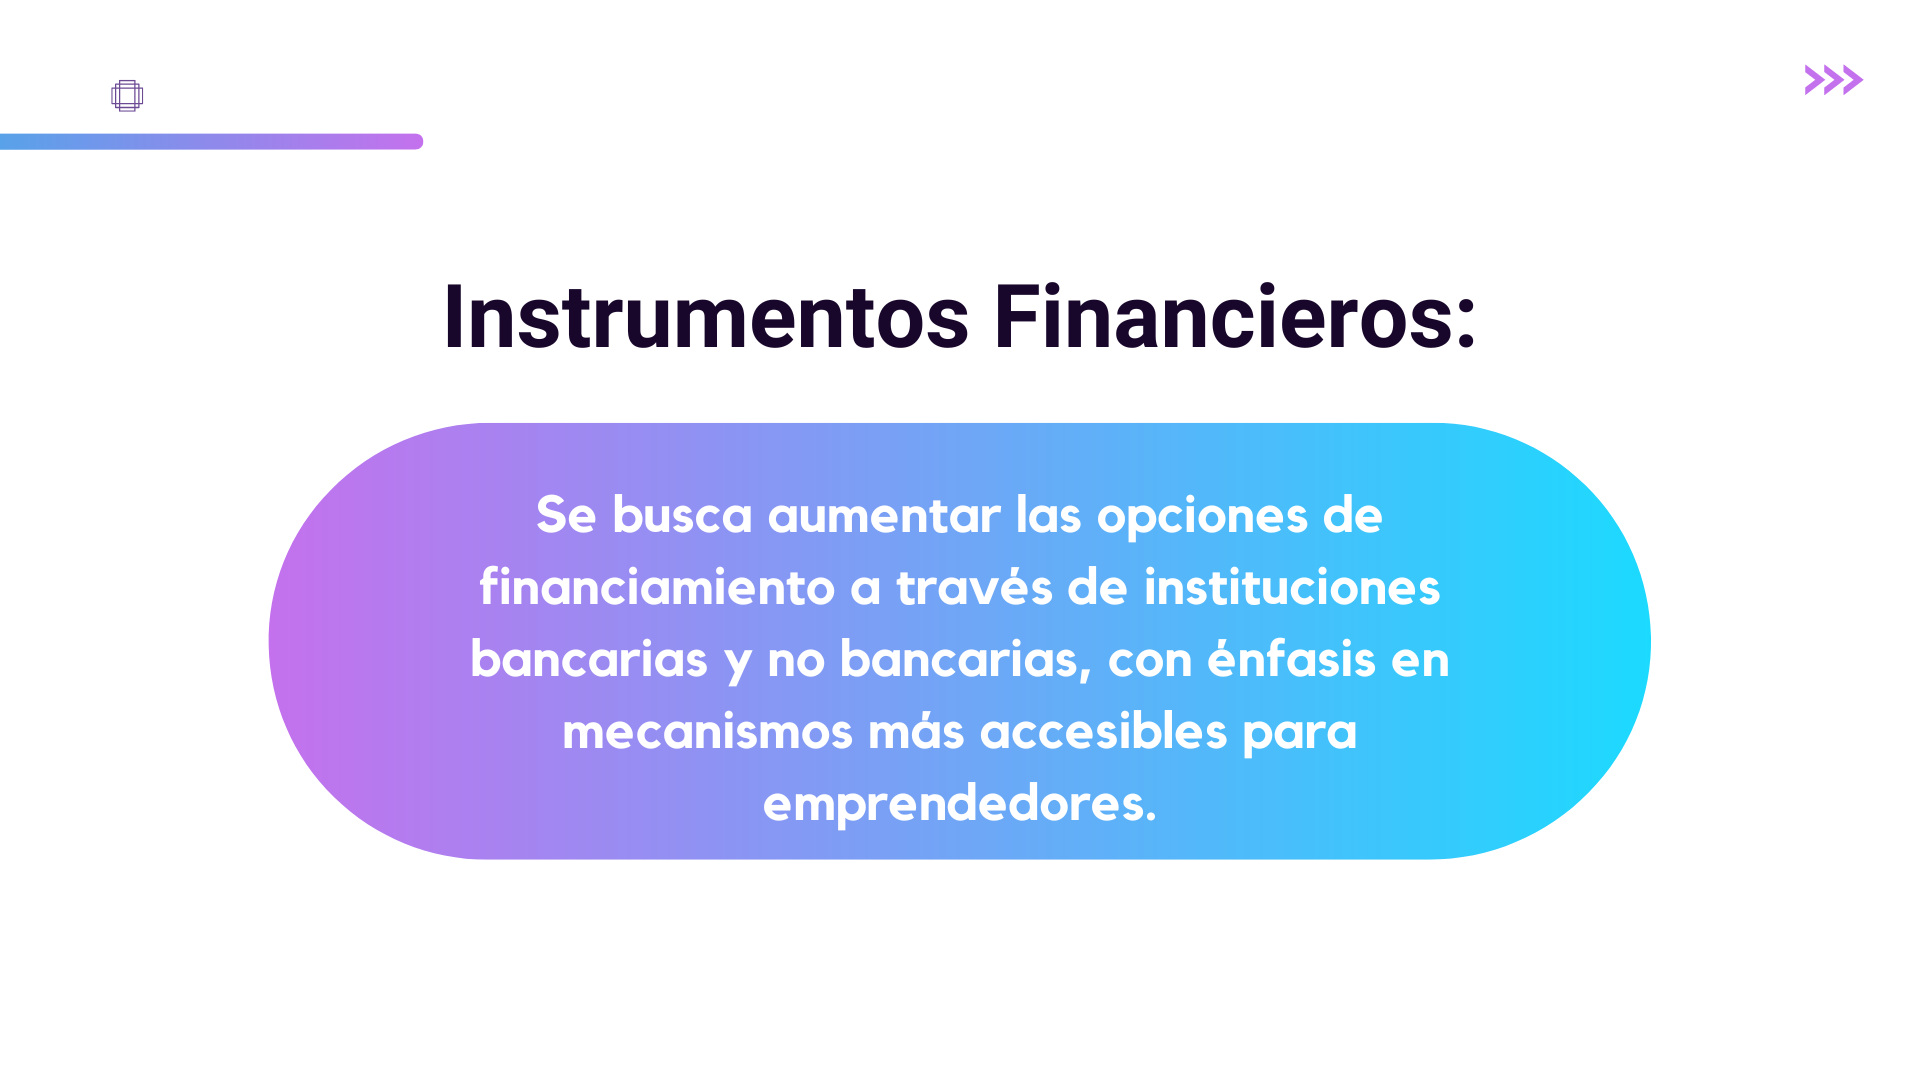 Instrumentos Financieros:
Se busca aumentar las opciones de
financiamiento a través de instituciones
bancarias y no bancarias, con énfasis en
mecanismos más accesibles para
emprendedores.